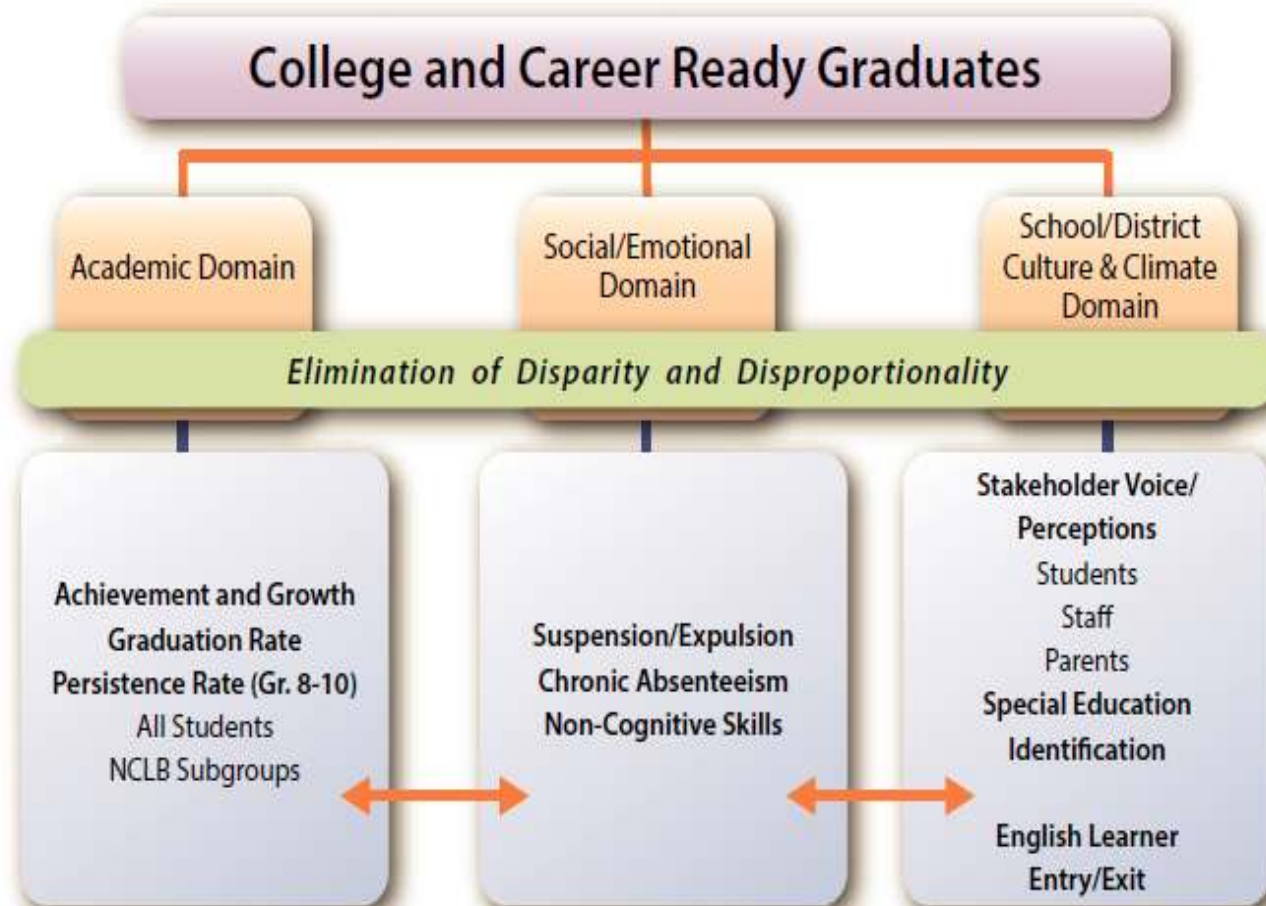 College and Career Ready Graduates
Academic Domain
Social/Emotional
Domain
School/District
Culture & Climate
Domain
Elimination of Disparity and Disproportionality
Achievement and Growth
Graduation Rate
Persistence Rate (Gr. 8-10)
All Students
NCLB Subgroups
Suspension/Expulsion
Chronic Absenteeism
Non-Cognitive Skills
Stakeholder Voice/
Perceptions
Students
Staff
Parents
Special Education
Identification
English Learner
Entry/Exit